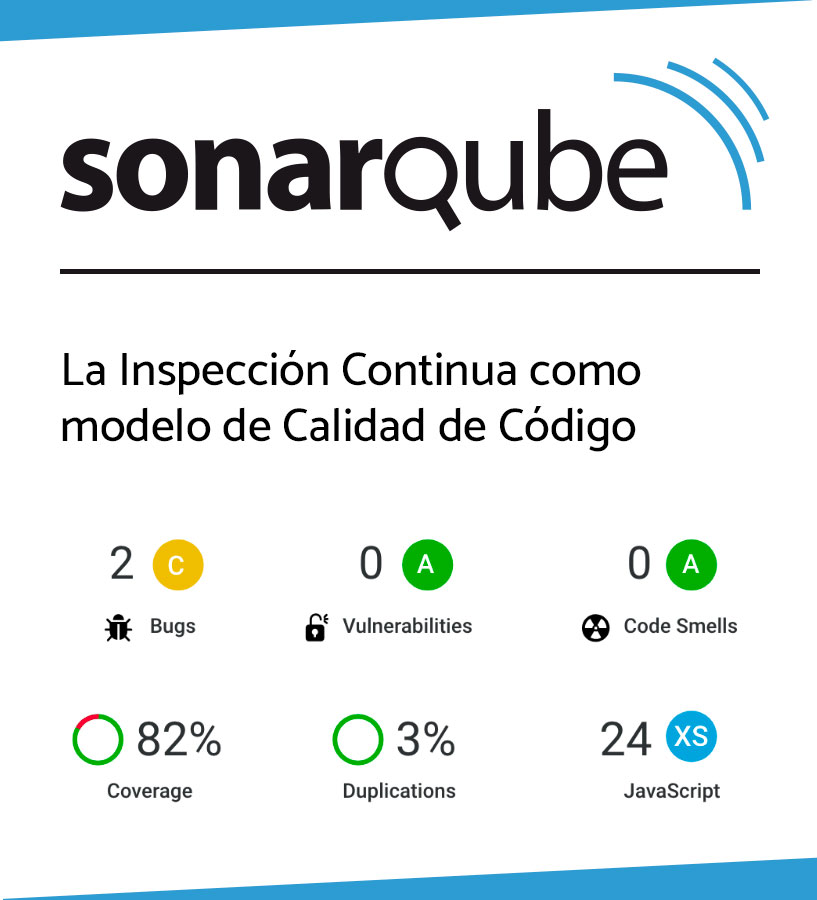 sonarqube
La Inspección Continua como
modelo de Calidad de Código
2 C
0 A
0 A
Bugs
Vulnerabilities
Code Smells
82%
3%
24 XS
Coverage
Duplications
JavaScript